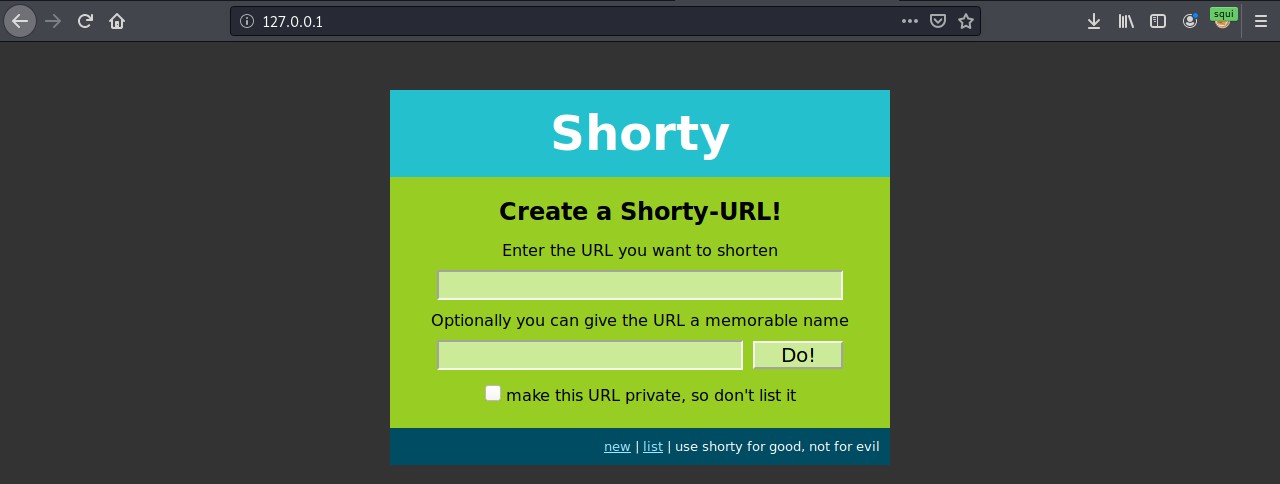 127.0.0.1
squi
Shorty
Create a Shorty-URL!
Enter the URL you want to shorten
Optionally you can give the URL a memorable name
Do!
make this URL private, so don't list it
new | list | use shorty for good, not for evil